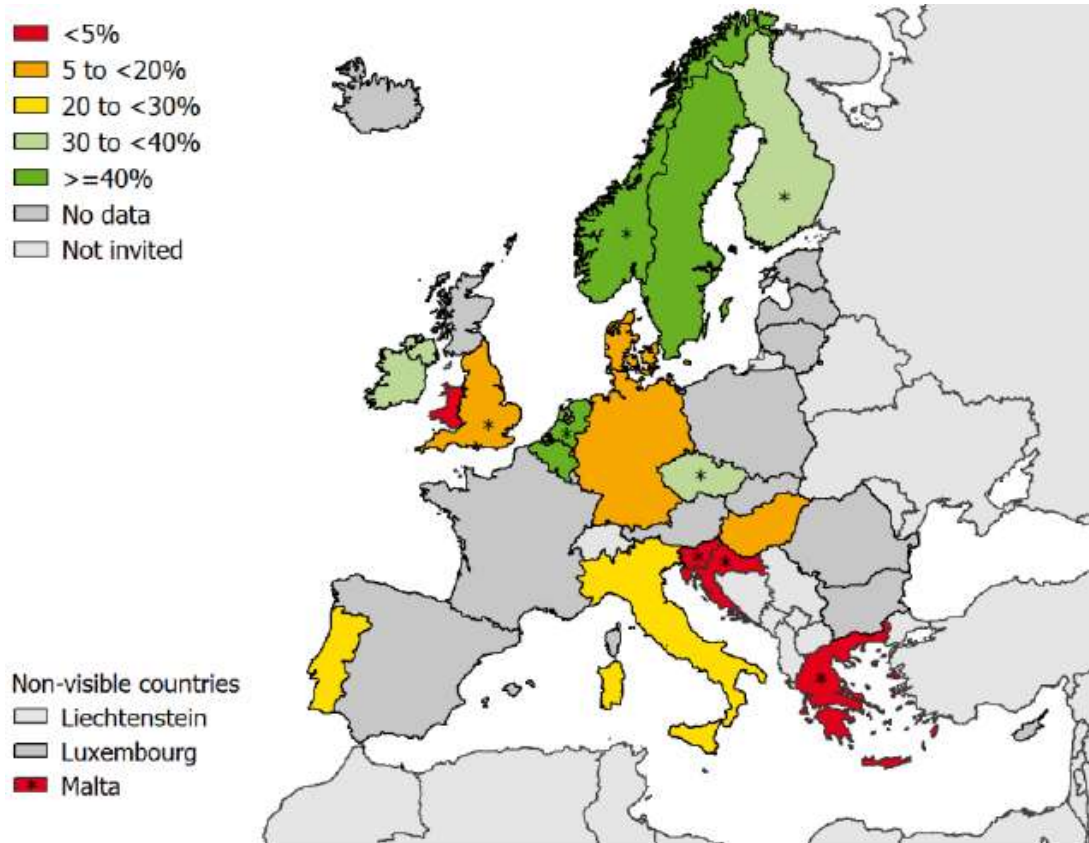 <5%
5 to <20%
20 to <30%
30 to <40%
>=40%
No data
Not invited
Non-visible countries
Liechtenstein
Luxembourg
Malta